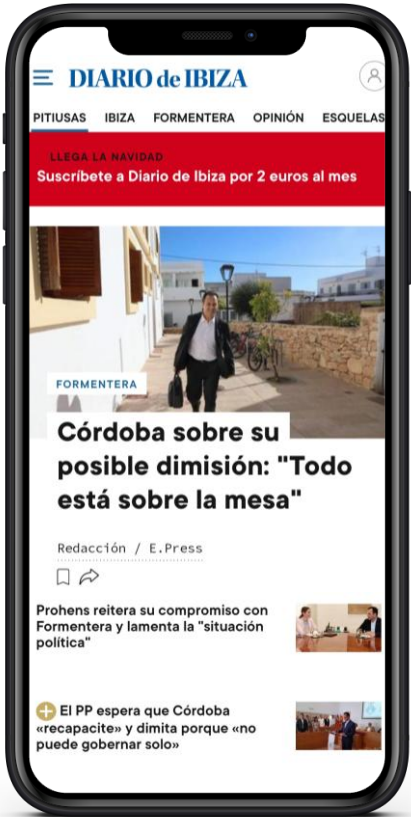 DIARIO de IBIZA
PITIUSAS IBIZA FORMENTERA OPINIÓN ESQUELAS
LLEGA LA NAVIDAD
Suscríbete a Diario de Ibiza por 2 euros al mes
FORMENTERA
Córdoba sobre su
posible dimisión: "Todo
está sobre la mesa"
Redacción / E.Press
Prohens reitera su compromiso con
Formentera y lamenta la "situación
política"
El PP espera que Córdoba
«recapacite» y dimita porque «no
puede gobernar solo»